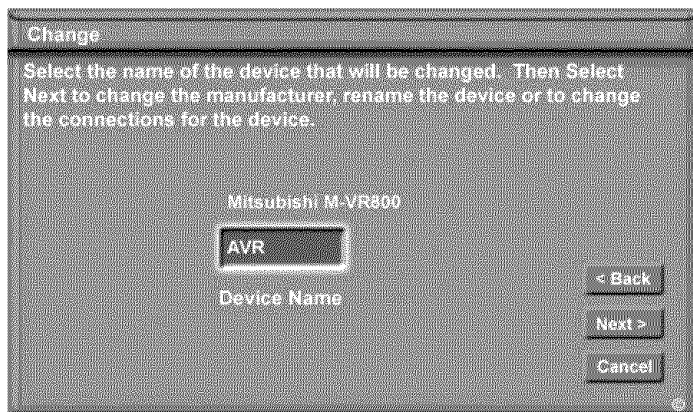 Change
Select the name of the device that will be changed. Then Select
Next to change the manufacturer, rename the device or to change
the connections for the device.
Mitsubishi M-VR800
AVR
Device Name
< Back
Next >
Cancel